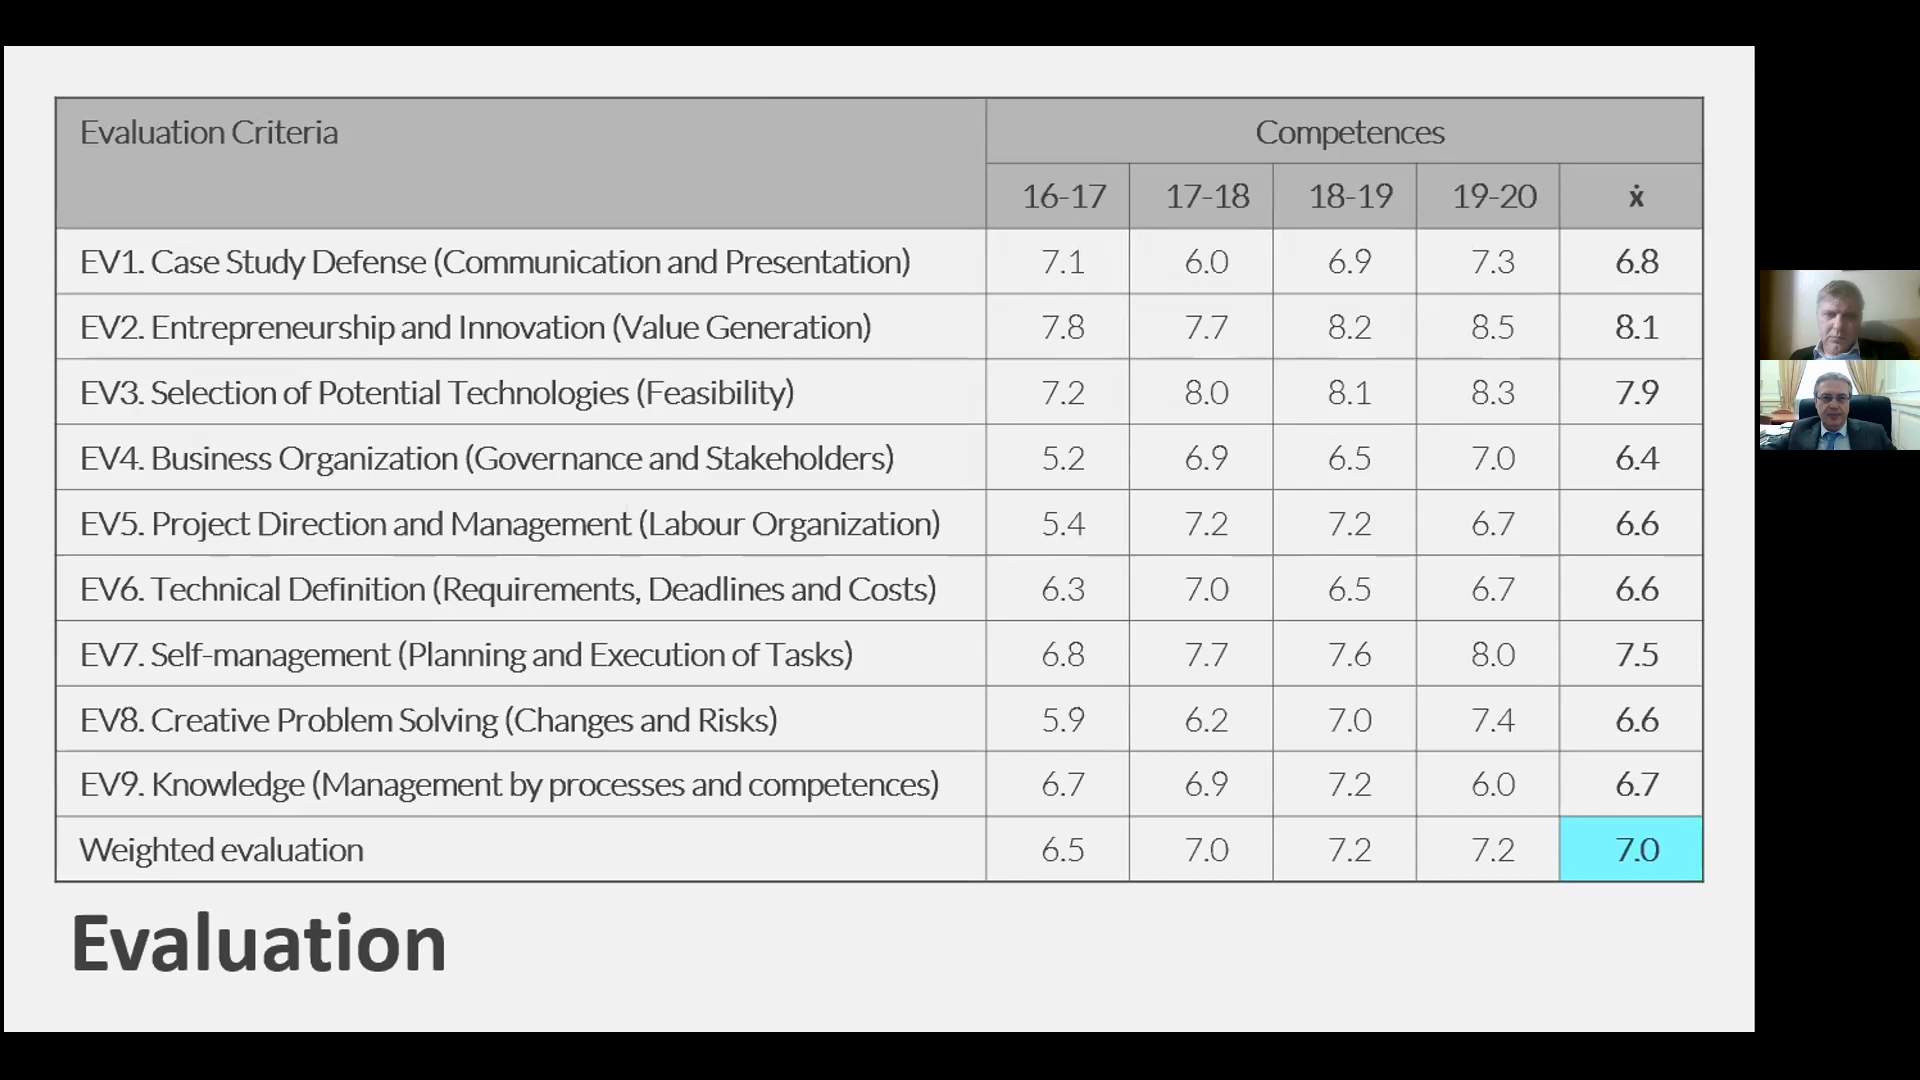 Evaluation Criteria Competences
16-17 17-18 18-19 19-20 ẋ
EV1. Case Study Defense (Communication and Presentation) 7.1 6.0 6.9 7.3 6.8
EV2. Entrepreneurship and Innovation (Value Generation) 7.8 7.7 8.2 8.5 8.1
EV3. Selection of Potential Technologies (Feasibility) 7.2 8.0 8.1 8.3 7.9
EV4. Business Organization (Governance and Stakeholders) 5.2 6.9 6.5 7.0 6.4
EV5. Project Direction and Management (Labour Organization) 5.4 7.2 7.2 6.7 6.6
EV6. Technical Definition (Requirements, Deadlines and Costs) 6.3 7.0 6.5 6.7 6.6
EV7. Self-management (Planning and Execution of Tasks) 6.8 7.7 7.6 8.0 7.5
EV8. Creative Problem Solving (Changes and Risks) 5.9 6.2 7.0 7.4 6.6
EV9. Knowledge (Management by processes and competences) 6.7 6.9 7.2 6.0 6.7
Weighted evaluation 6.5 7.0 7.2 7.2 7.0
Evaluation